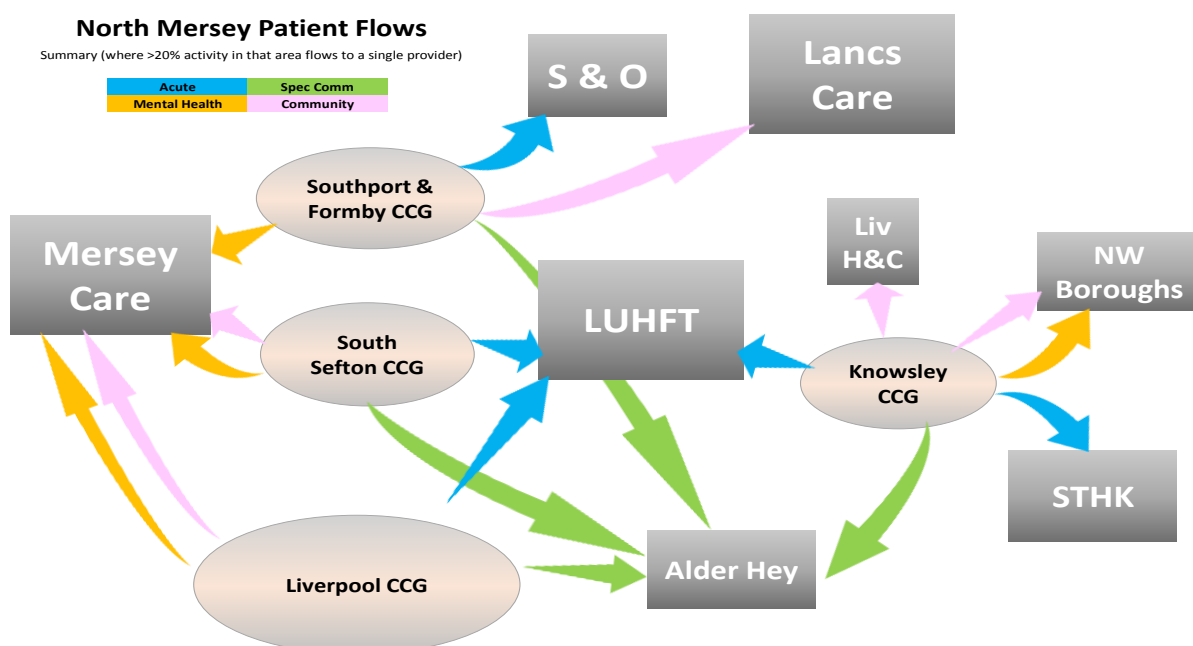 North Mersey Patient Flows
Summary (where >20% activity in that area flows to a single provider)
Acute
Spec Comm
Mental Health
Community
S & O
Lancs
Care
Southport &
Formby CCG
Mersey
Care
Liv
H&C
NW
Boroughs
LUHFT
South
Sefton CCG
Knowsley
CCG
STHK
Alder Hey
Liverpool CCG